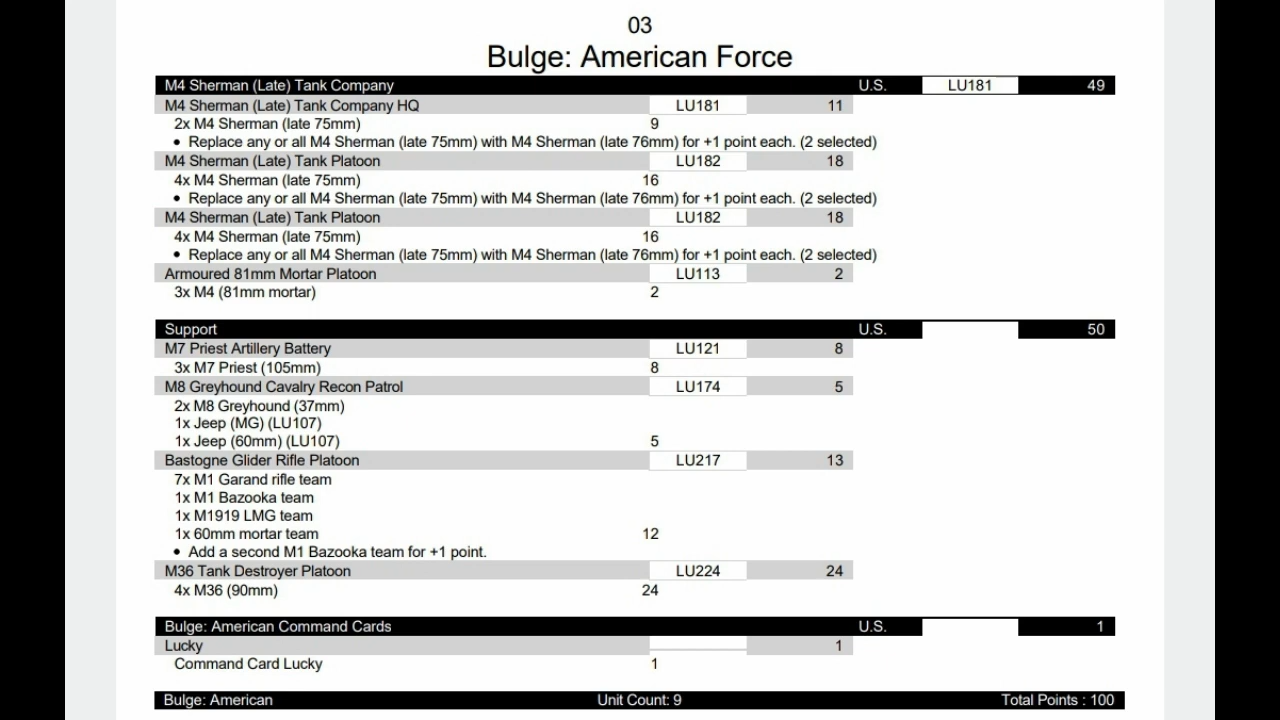 03
Bulge: American Force
M4 Sherman (Late) Tank Company U.S. LU181 49
M4 Sherman (Late) Tank Company HQ LU181 11
2x M4 Sherman (late 75mm) 9
• Replace any or all M4 Sherman (late 75mm) with M4 Sherman (late 76mm) for +1 point each. (2 selected)
M4 Sherman (Late) Tank Platoon LU182 18
4x M4 Sherman (late 75mm) 16
• Replace any or all M4 Sherman (late 75mm) with M4 Sherman (late 76mm) for +1 point each. (2 selected)
M4 Sherman (Late) Tank Platoon LU182 18
4x M4 Sherman (late 75mm) 16
• Replace any or all M4 Sherman (late 75mm) with M4 Sherman (late 76mm) for +1 point each. (2 selected)
Armoured 81mm Mortar Platoon LU113 2
3x M4 (81mm mortar) 2
Support U.S. 50
M7 Priest Artillery Battery LU121 8
3x M7 Priest (105mm) 8
M8 Greyhound Cavalry Recon Patrol LU174 5
2x M8 Greyhound (37mm)
1x Jeep (MG) (LU107)
1x Jeep (60mm) (LU107) 5
Bastogne Glider Rifle Platoon LU217 13
7x M1 Garand rifle team
1x M1 Bazooka team
1x M1919 LMG team
1x 60mm mortar team 12
• Add a second M1 Bazooka team for +1 point.
M36 Tank Destroyer Platoon LU224 24
4x M36 (90mm) 24
Bulge: American Command Cards U.S. 1
Lucky 1
Command Card Lucky 1
Bulge: American Unit Count: 9 Total Points : 100